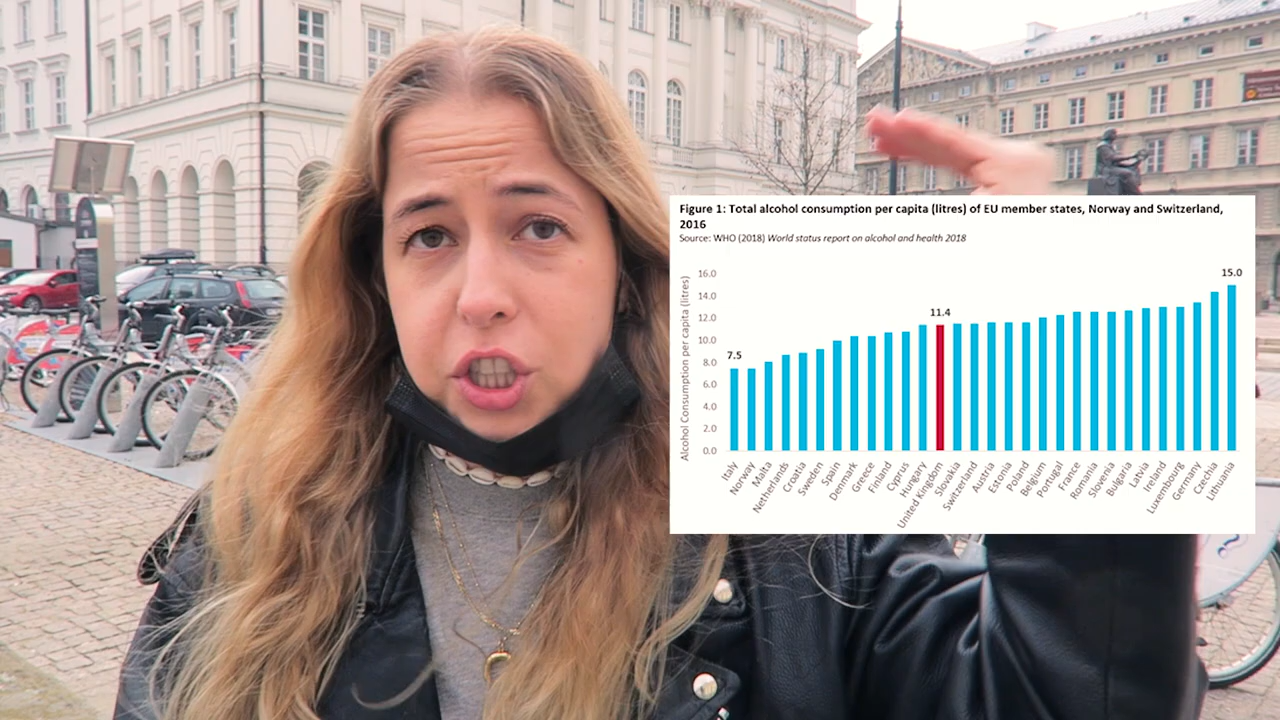 Figure 1: Total alcohol consumption per capita (litres) of EU member states, Norway and Switzerland,
2016
Source: WHO (2018) World status report on alcohol and health 2018
Alcohol Consumption per capita (litres)
16.0
14.0
12.0
10.0
8.0
6.0
4.0
2.0
0.0
7.5
11.4
15.0
Italy
Norway
Malta
Netherlands
Croatia
Sweden
Spain
Denmark
Greece
Finland
Cyprus
Hungary
United Kingdom
Slovakia
Switzerland
Austria
Estonia
Poland
Belgium
Portugal
France
Romania
Slovenia
Bulgaria
Latvia
Ireland
Luxembourg
Germany
Czechia
Lithuania